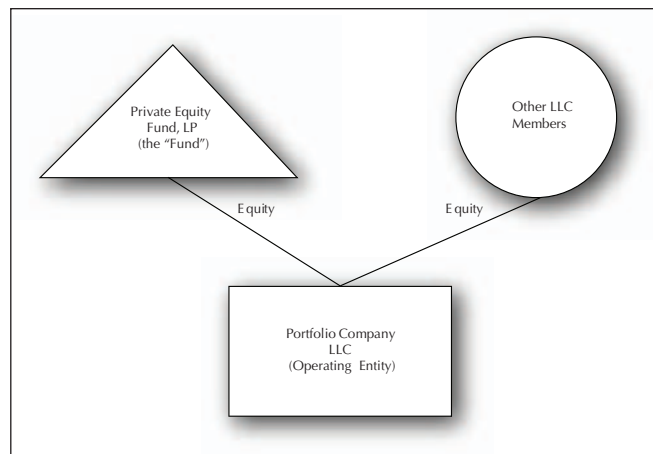 Private Equity
Fund, LP
(the “Fund”)
Other LLC
Members
Equity
Equity
Portfolio Company
LLC
(Operating Entity)